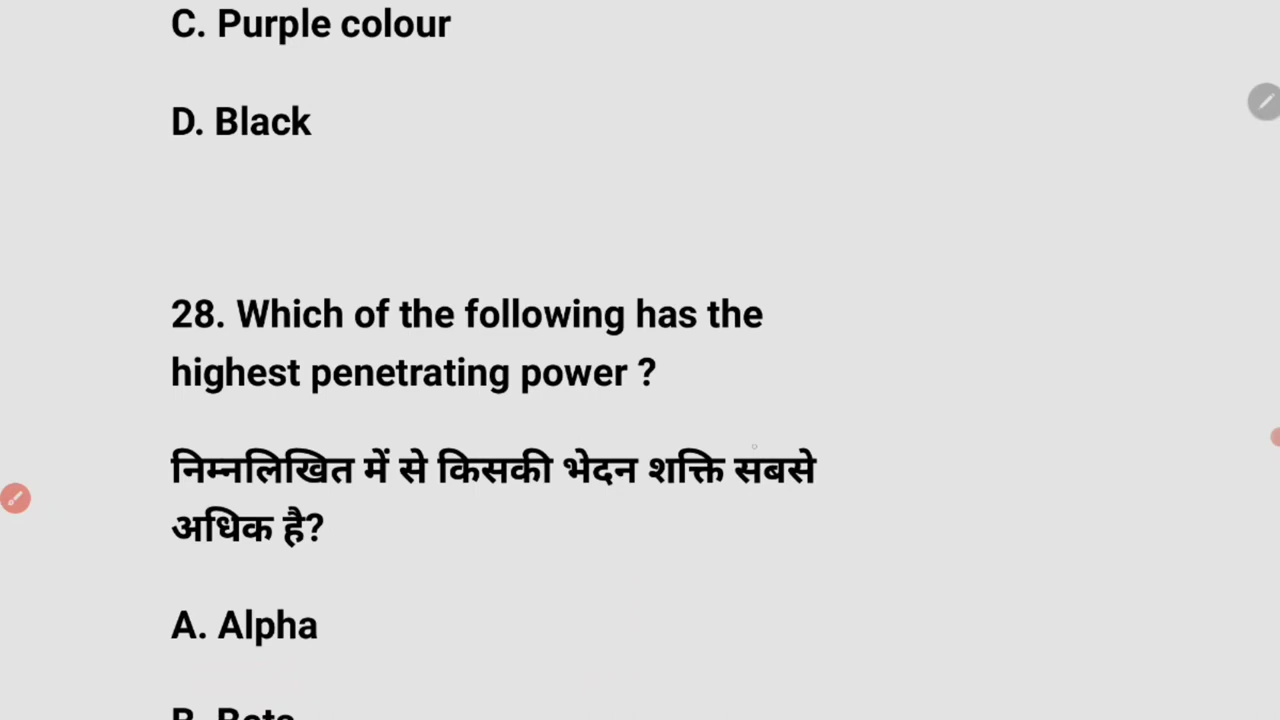 C. Purple colour
D. Black
28. Which of the following has the
highest penetrating power ?
निम्नलिखित में से किसकी भेदन शक्ति सबसे
अधिक है?
A. Alpha
B. Beta